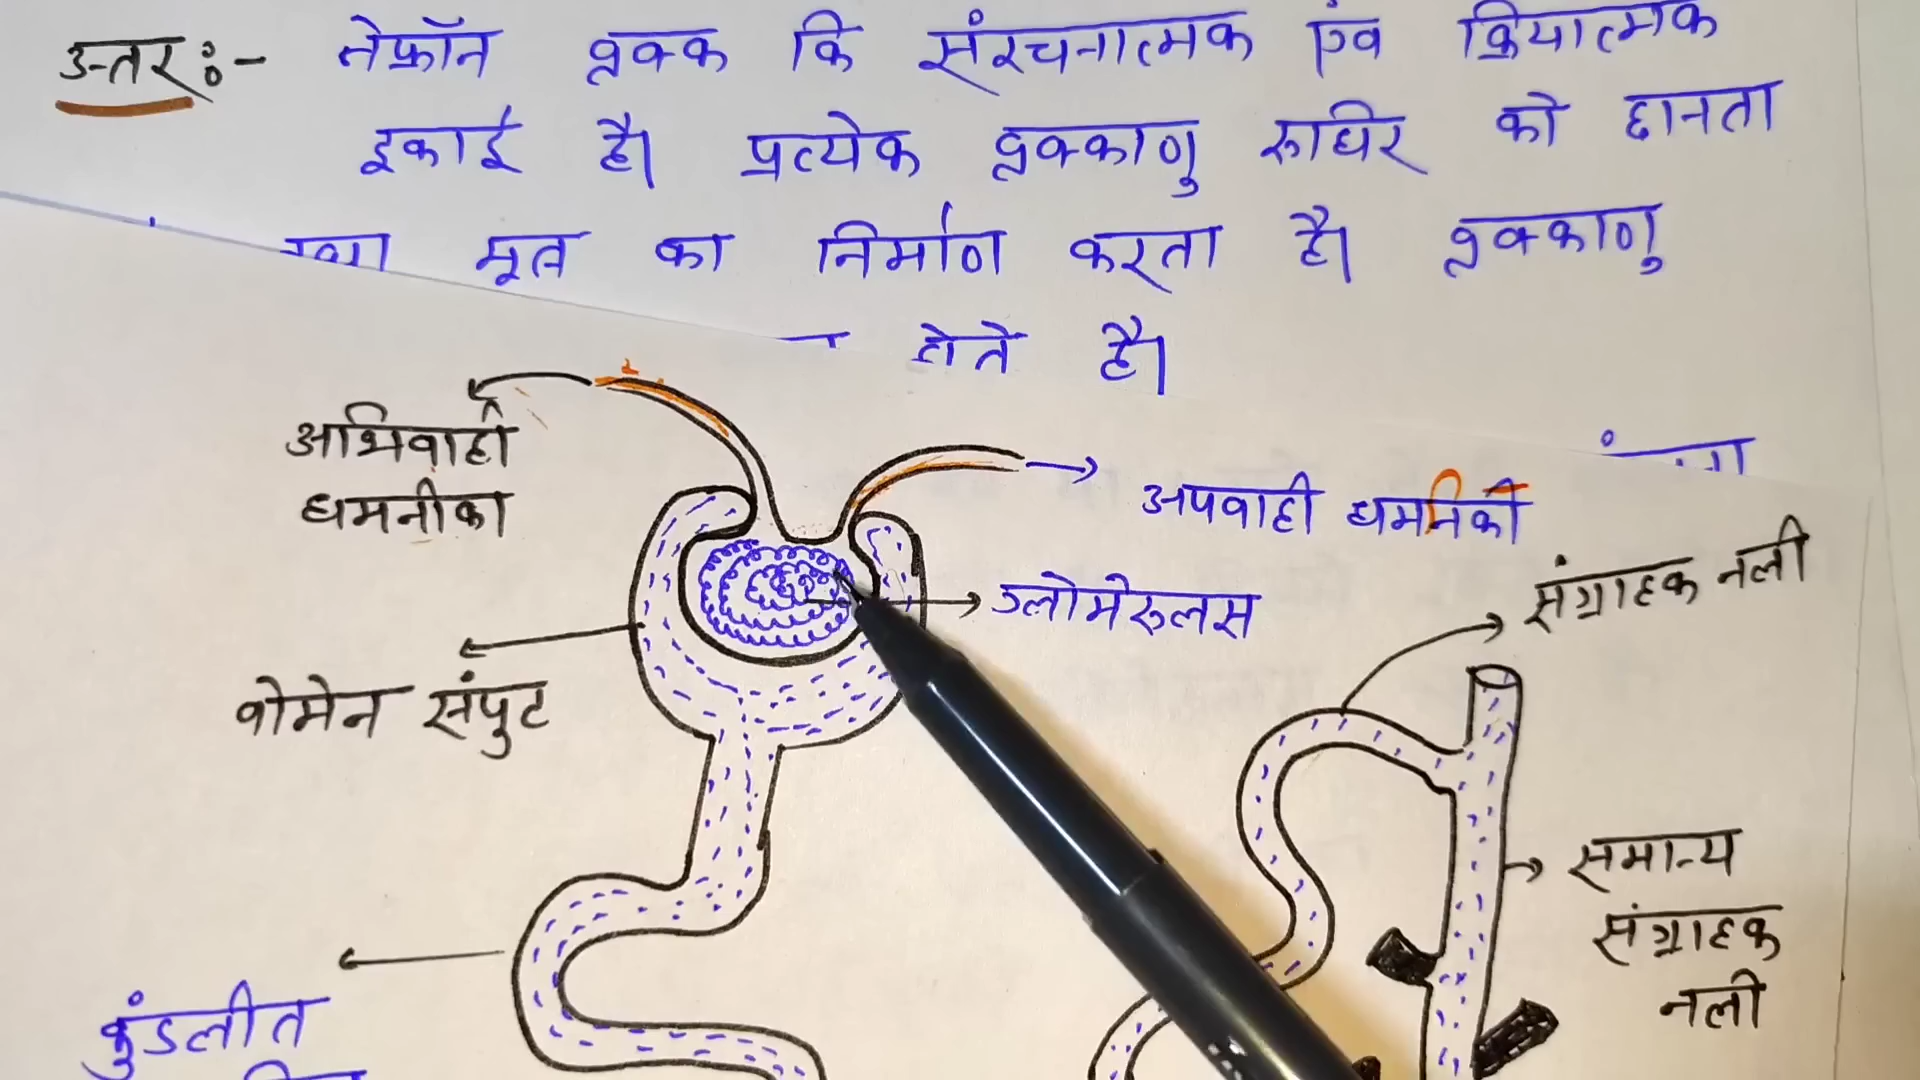 उत्तर:- नेफ्रॉन वृक्क कि संरचनात्मक एंव क्रियात्मक
इकाई है। प्रत्येक वृक्काणु रूधिर को छानता
मूत्र का निर्माण करता है। वृक्काणु
होते है।
अभिवाही
धमनीका
अपवाही धमनिकी
ग्लोमेरूलस
संग्राहक नली
वोमेन संपुट
समान्य
संग्राहक
नली
कुंडलीत